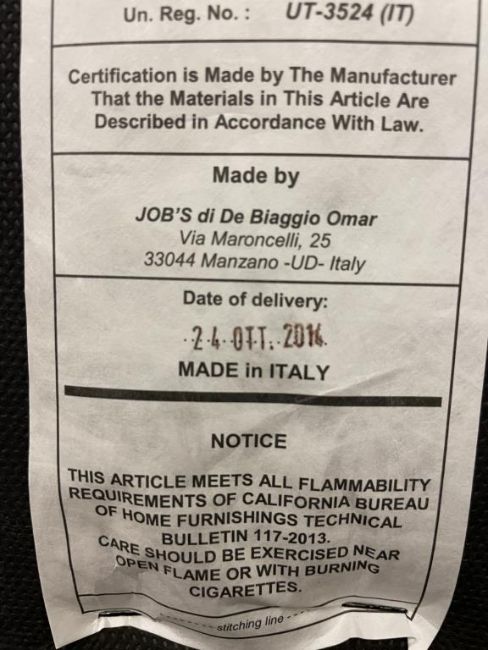 Un. Reg. No. : UT-3524 (IT)
Certification is Made by The Manufacturer
That the Materials in This Article Are
Described in Accordance With Law.
Made by
JOB'S di De Biaggio Omar
Via Maroncelli, 25
33044 Manzano -UD- Italy
Date of delivery:
24 OTT. 2014
MADE in ITALY
NOTICE
THIS ARTICLE MEETS ALL FLAMMABILITY
REQUIREMENTS OF CALIFORNIA BUREAU
OF HOME FURNISHINGS TECHNICAL
BULLETIN 117-2013.
CARE SHOULD BE EXERCISED NEAR
OPEN FLAME OR WITH BURNING
CIGARETTES.
--- stitching line ---